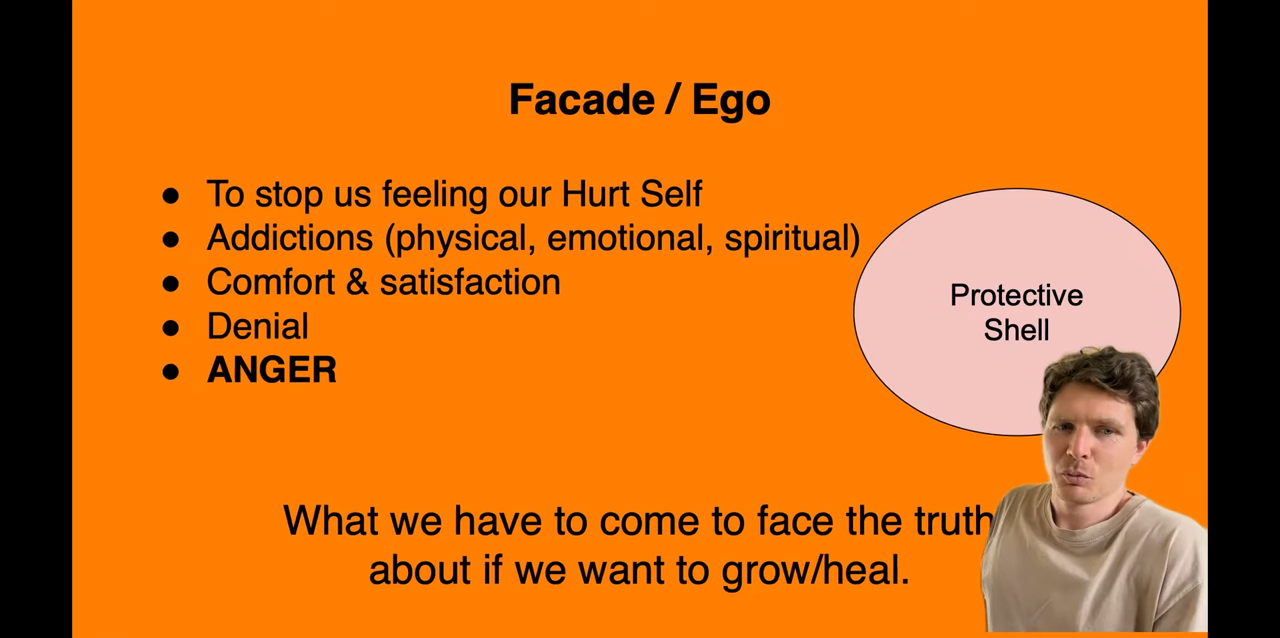 Facade / Ego
● To stop us feeling our Hurt Self
● Addictions (physical, emotional, spiritual)
● Comfort & satisfaction
● Denial
● ANGER
Protective
Shell
What we have to come to face the truth
about if we want to grow/heal.